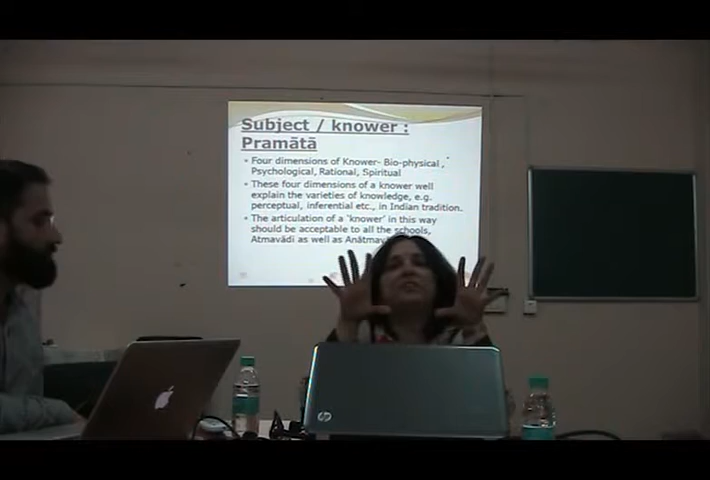 Subject / knower :
Pramātā
• Four dimensions of Knower- Bio-physical ,
Psychological, Rational, Spiritual
• These four dimensions of a knower well
explain the varieties of knowledge, e.g.
perceptual, inferential etc., in Indian tradition.
• The articulation of a 'knower' in this way
should be acceptable to all the schools,
Atmavādi as well as
hp